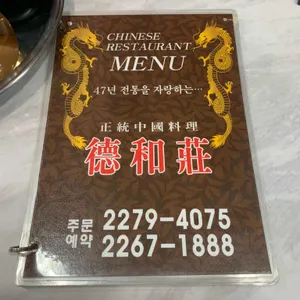 CHINESE
RESTAURANT
MENU
47년 전통을 자랑하는…
正統中國料理
德和莊
주문 2279-4075
예약 2267-1888